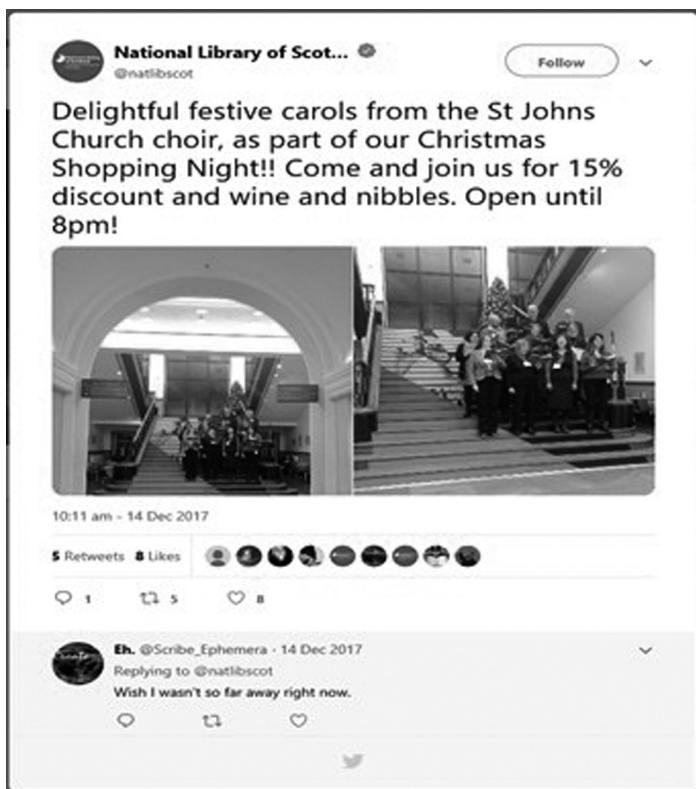 National Library of Scot...
@natlibscot
Follow
Delightful festive carols from the St Johns
Church choir, as part of our Christmas
Shopping Night!! Come and join us for 15%
discount and wine and nibbles. Open until
8pm!
10:11 am - 14 Dec 2017
5 Retweets 8 Likes
1 5 8
Eh. @Scribe_Ephemera - 14 Dec 2017
Replying to @natlibscot
Wish I wasn't so far away right now.